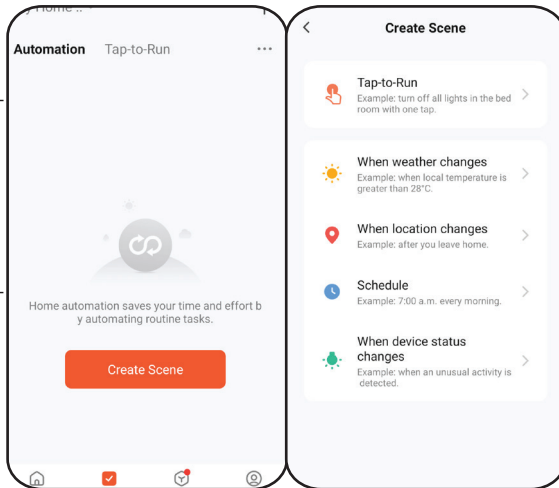 y Home ..
Automation Tap-to-Run
Home automation saves your time and effort b
y automating routine tasks.
Create Scene
Create Scene
Tap-to-Run
Example: turn off all lights in the bed
room with one tap.
When weather changes
Example: when local temperature is
greater than 28°C.
When location changes
Example: after you leave home.
Schedule
Example: 7:00 a.m. every morning.
When device status
changes
Example: when an unusual activity is
detected.